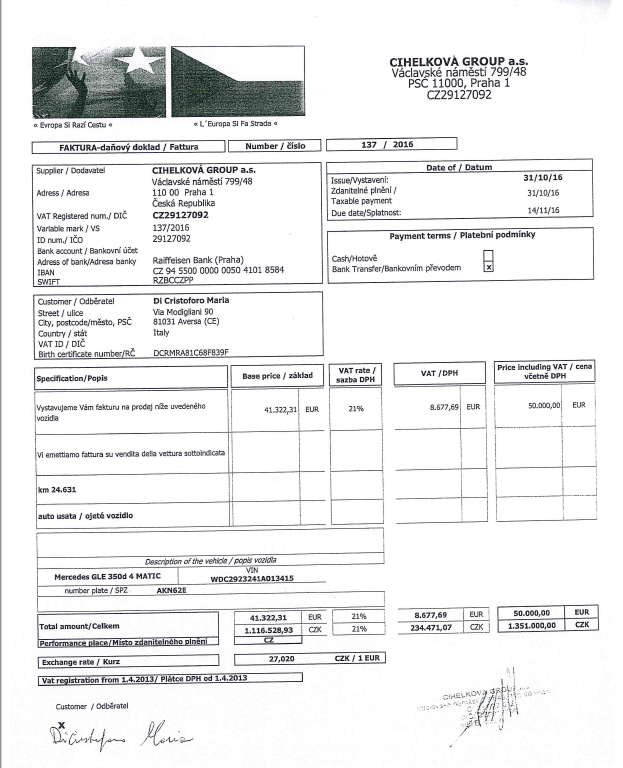 CIHELKOVÁ GROUP a.s.
Václavské náměstí 799/48
PSČ 11000, Praha 1
CZ29127092
« Evropa Si Razí Cestu »
« L´Europa SI Fa Strada »
FAKTURA-daňový doklad / Fattura
Number / číslo
137 / 2016
Supplier / Dodavatel CIHELKOVÁ GROUP a.s.
Václavské náměstí 799/48
Adress / Adresa 110 00 Praha 1
Česká Republika
VAT Registered num./ DIČ CZ29127092
Variable mark / VS 137/2016
ID num./ IČO 29127092
Bank account / Bankovní účet
Adress of bank/Adresa banky Raiffeisen Bank (Praha)
IBAN CZ 94 5500 0000 0050 4101 8584
SWIFT RZBCCZPP
Date of / Datum
Issue/Vystavení: 31/10/16
Zdanitelné plnění /
Taxable payment 31/10/16
Due date/Splatnost: 14/11/16
Payment terms / Platební podmínky
Cash/Hotově
Bank Transfer/Bankovním převodem x
Customer / Odběratel Di Cristoforo Maria
Street / ulice Via Modigliani 90
City, postcode/město, PSČ 81031 Aversa (CE)
Country / stát Italy
VAT ID / DIČ
Birth certificate number/RČ DCRMRA81C68F839F
Specification/Popis
Base price / základ
VAT rate / sazba DPH
VAT /DPH
Price including VAT / cena včetně DPH
Vystavujeme Vám fakturu na prodej níže uvedeného
vozidla
41.322,31 EUR 21% 8.677,69 EUR 50.000,00 EUR
Vi emettiamo fattura su vendita della vettura sottoindicata
km 24.631
auto usata / ojeté vozidlo
Description of the vehicle / popis vozidla
Mercedes GLE 350d 4 MATIC
VIN
WDC2923241A013415
number plate / SPZ AKN62E
Total amount/Celkem
41.322,31 EUR 21% 8.677,69 EUR 50.000,00 EUR
1.116.528,93 CZK 21% 234.471,07 CZK 1.351.000,00 CZK
Performance place/Místo zdanitelného plnění CZ
Exchange rate / Kurz 27,020 CZK / 1 EUR
Vat registration from 1.4.2013/ Plátce DPH od 1.4.2013
Customer / Odběratel
x
Di Cristoforo Maria
CIHELKOVÁ GROUP